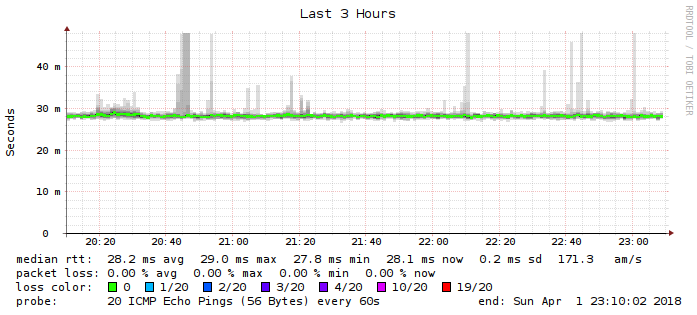 Last 3 Hours
RRDTOOL / TOBI OETIKER
Seconds
40 m
30 m
20 m
10 m
0
20:20 20:40 21:00 21:20 21:40 22:00 22:20 22:40 23:00
median rtt: 28.2 ms avg 29.0 ms max 27.8 ms min 28.1 ms now 0.2 ms sd 171.3 am/s
packet loss: 0.00 % avg 0.00 % max 0.00 % min 0.00 % now
loss color: 0 1/20 2/20 3/20 4/20 10/20 19/20
probe: 20 ICMP Echo Pings (56 Bytes) every 60s end: Sun Apr 1 23:10:02 2018